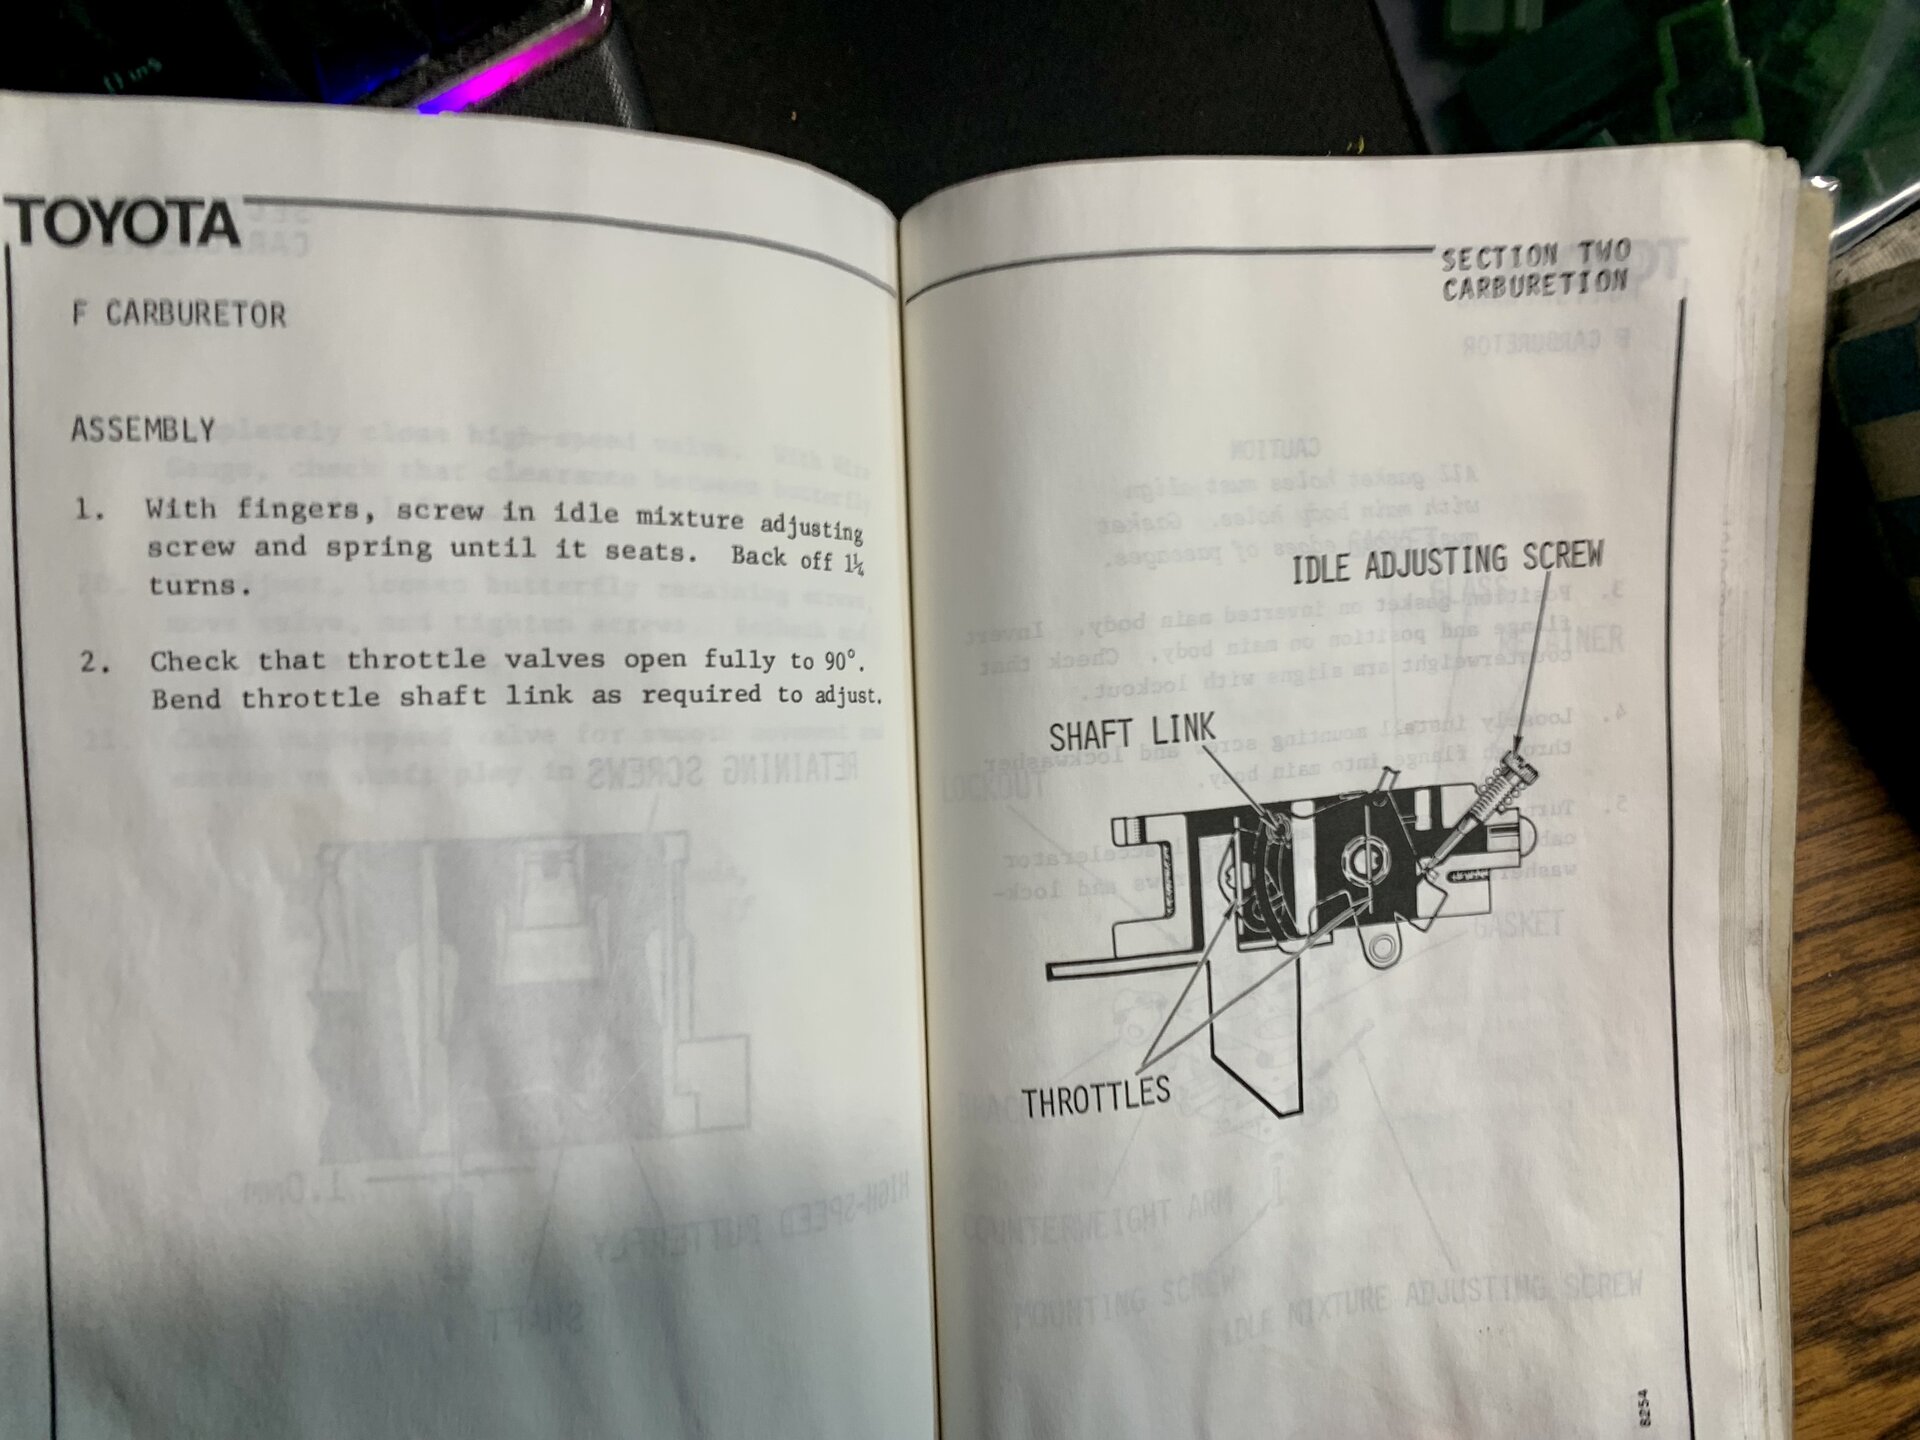 TOYOTA
F CARBURETOR
ASSEMBLY
1. With fingers, screw in idle mixture adjusting
screw and spring until it seats. Back off 1¼
turns.
2. Check that throttle valves open fully to 90°.
Bend throttle shaft link as required to adjust.
SECTION TWO
CARBURETION
IDLE ADJUSTING SCREW
SHAFT LINK
THROTTLES
8254